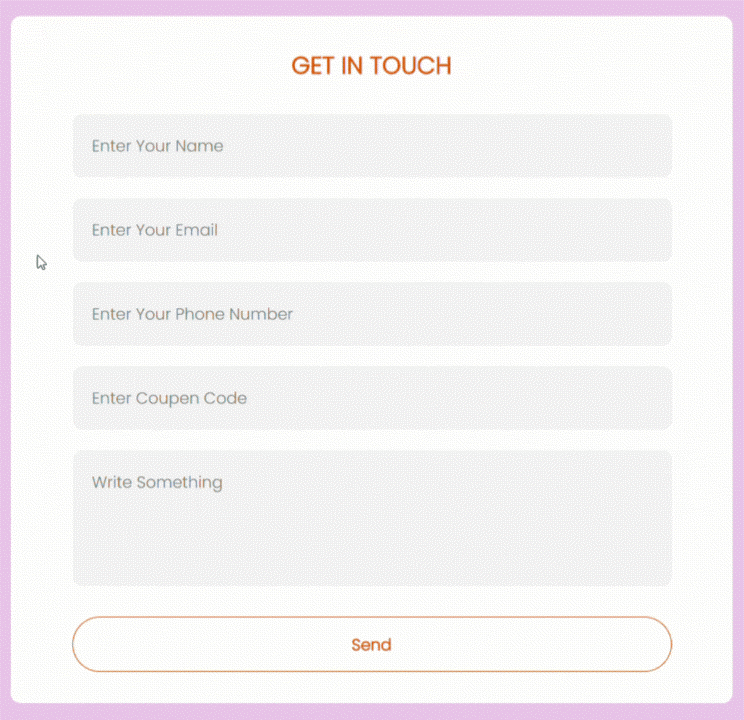 GET IN TOUCH
Enter Your Name
Enter Your Email
Enter Your Phone Number
Enter Coupen Code
Write Something
Send